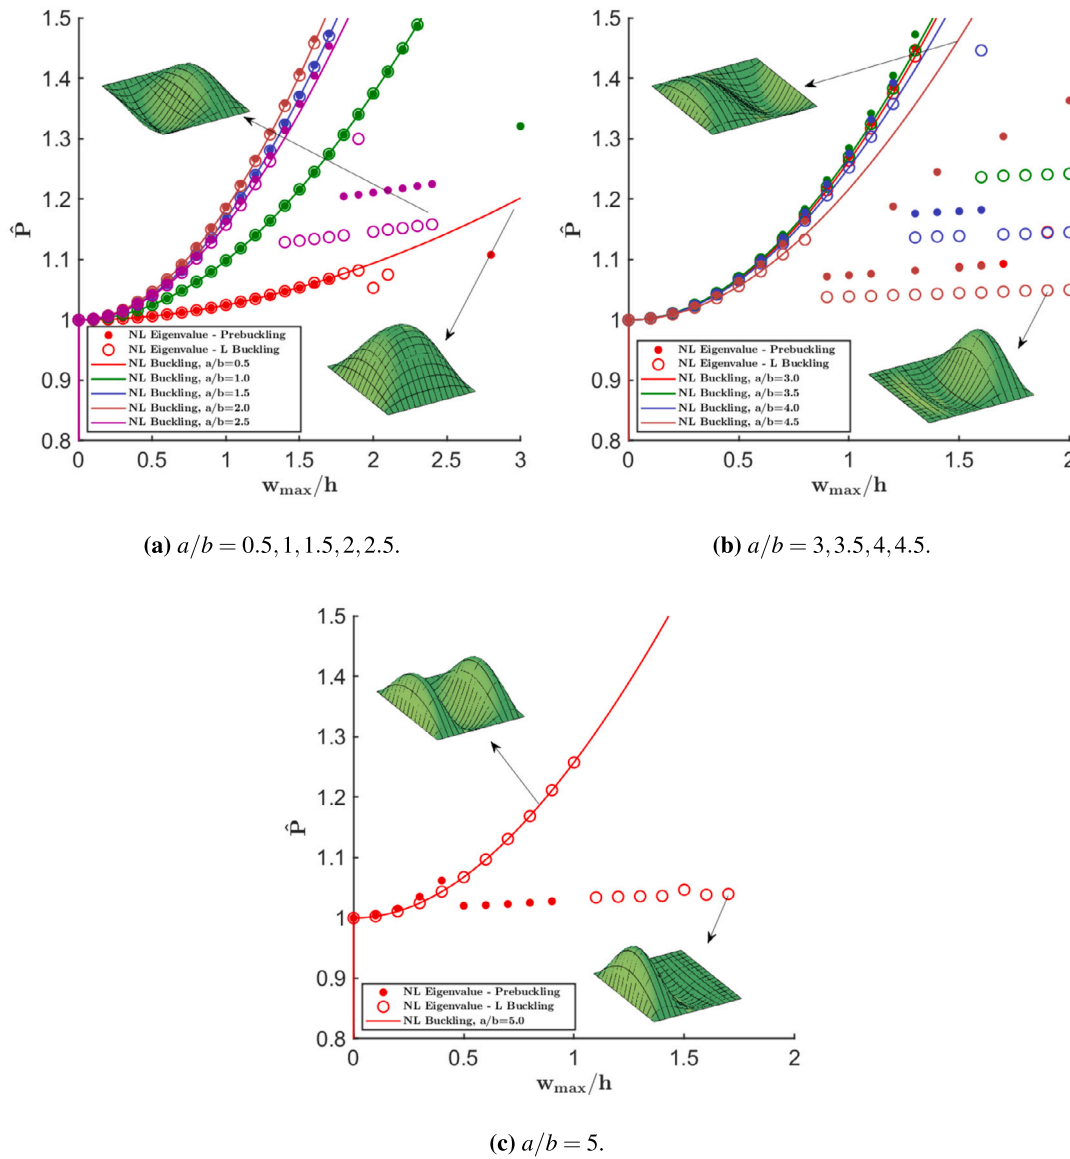 1.5
1.4
1.3
1.2
1.1
1
0.9
0.8
P̂
NL Eigenvalue - Prebuckling
NL Eigenvalue - L Buckling
NL Buckling, a/b=0.5
NL Buckling, a/b=1.0
NL Buckling, a/b=1.5
NL Buckling, a/b=2.0
NL Buckling, a/b=2.5
0 0.5 1 1.5 2 2.5 3
w_max/h
(a) a/b = 0.5, 1, 1.5, 2, 2.5.
1.5
1.4
1.3
1.2
1.1
1
0.9
0.8
P̂
NL Eigenvalue - Prebuckling
NL Eigenvalue - L Buckling
NL Buckling, a/b=3.0
NL Buckling, a/b=3.5
NL Buckling, a/b=4.0
NL Buckling, a/b=4.5
0 0.5 1 1.5 2
w_max/h
(b) a/b = 3, 3.5, 4, 4.5.
1.5
1.4
1.3
1.2
1.1
1
0.9
0.8
P̂
NL Eigenvalue - Prebuckling
NL Eigenvalue - L Buckling
NL Buckling, a/b=5.0
0 0.5 1 1.5 2
w_max/h
(c) a/b = 5.